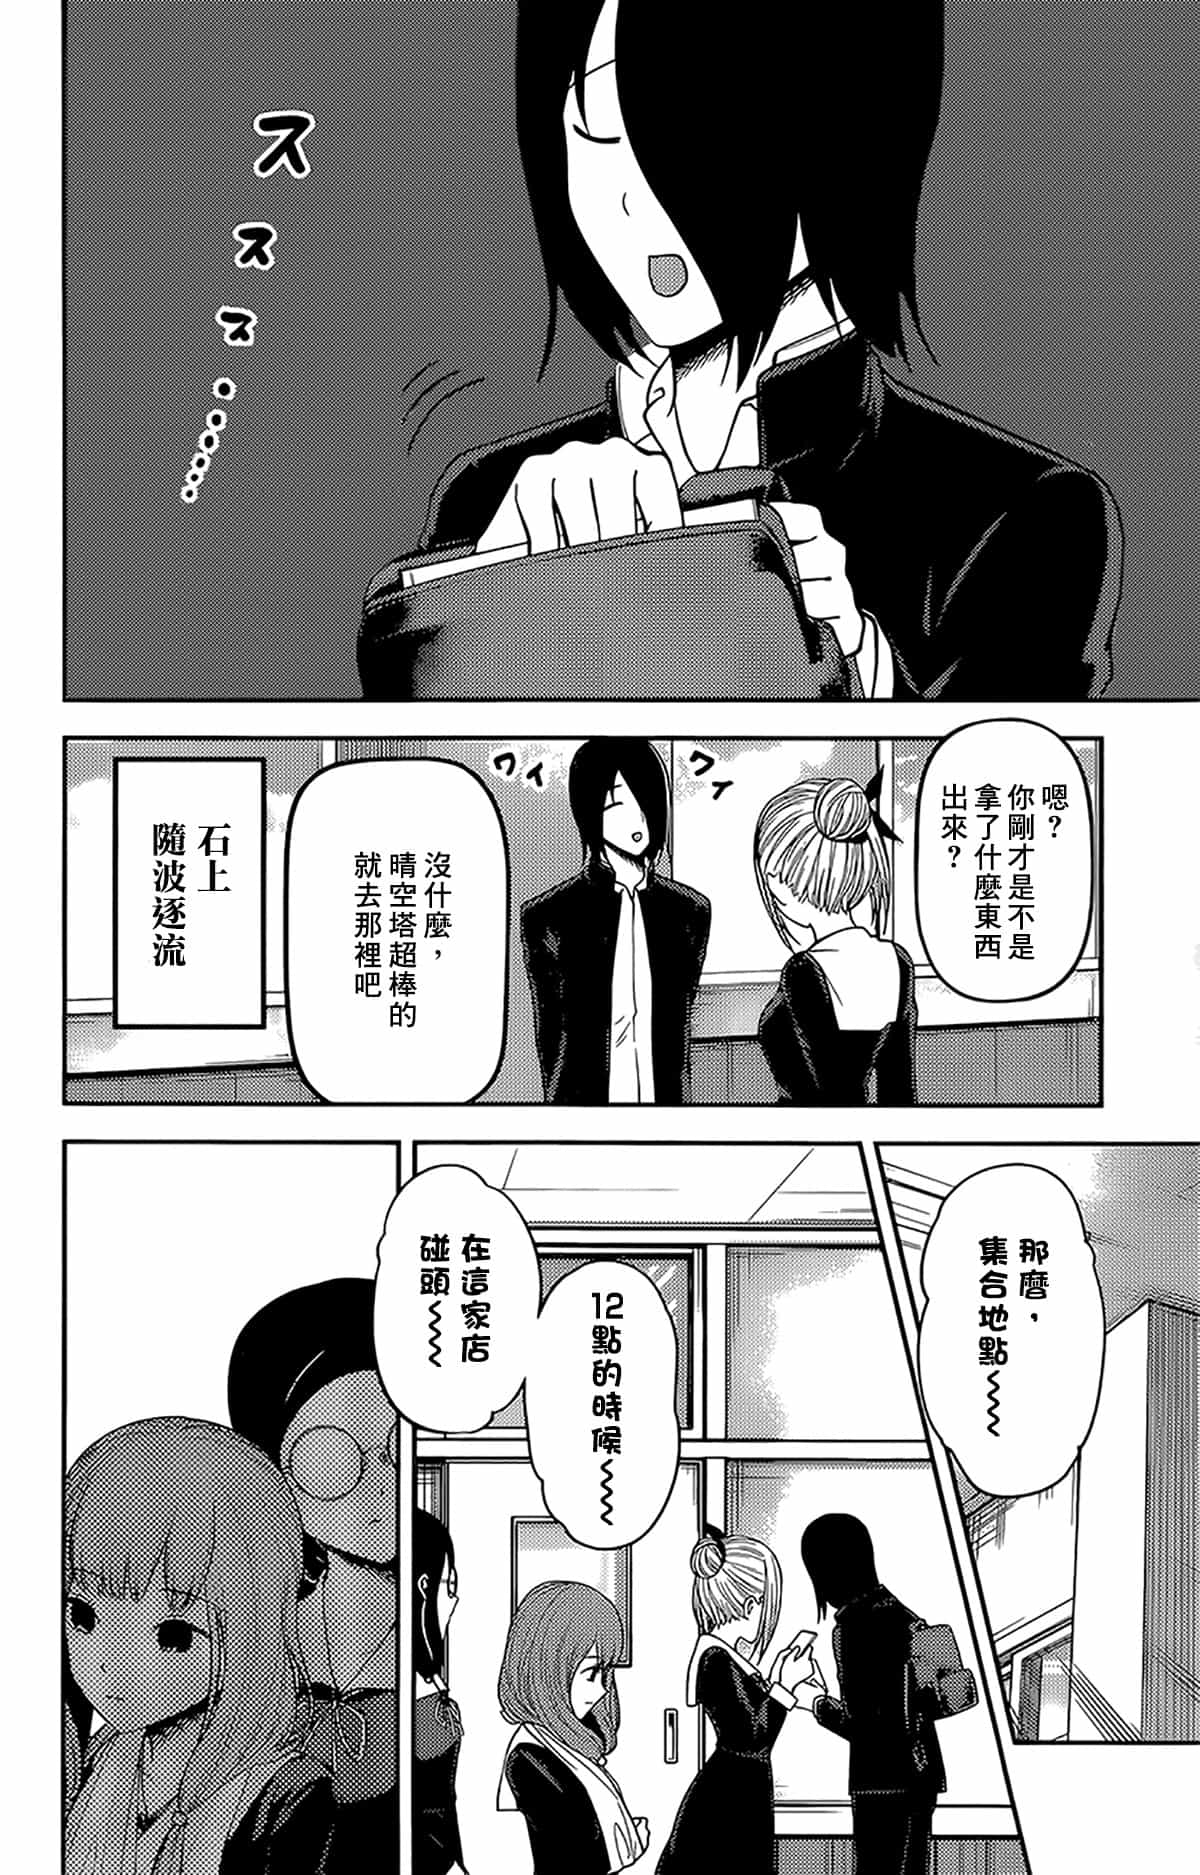 ス
ス
ス
ス…
嗯？
你剛才是不是
拿了什麼東西
出來？
ワイ
ワイ
沒什麼，
晴空塔超棒的
就去那裡吧
石上
隨波逐流
那麼，
集合地點～
12點的時候～
在這家店
碰頭～